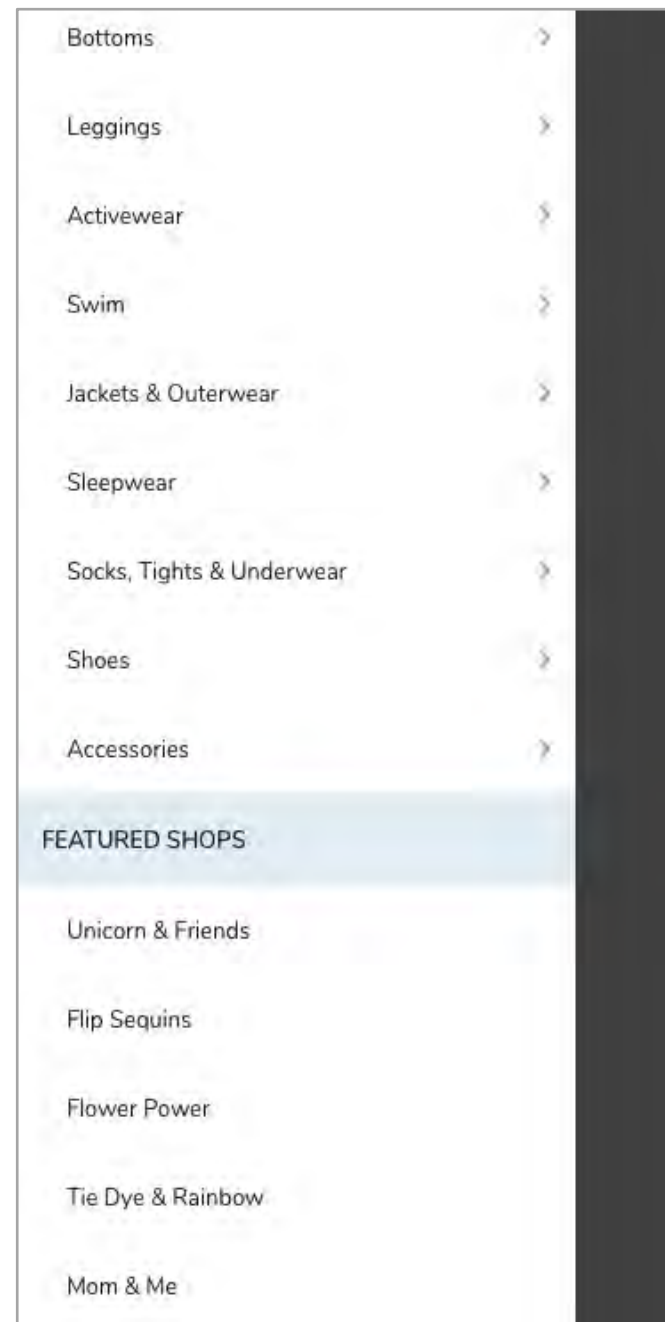 Bottoms
Leggings
Activewear
Swim
Jackets & Outerwear
Sleepwear
Socks, Tights & Underwear
Shoes
Accessories
FEATURED SHOPS
Unicorn & Friends
Flip Sequins
Flower Power
Tie Dye & Rainbow
Mom & Me